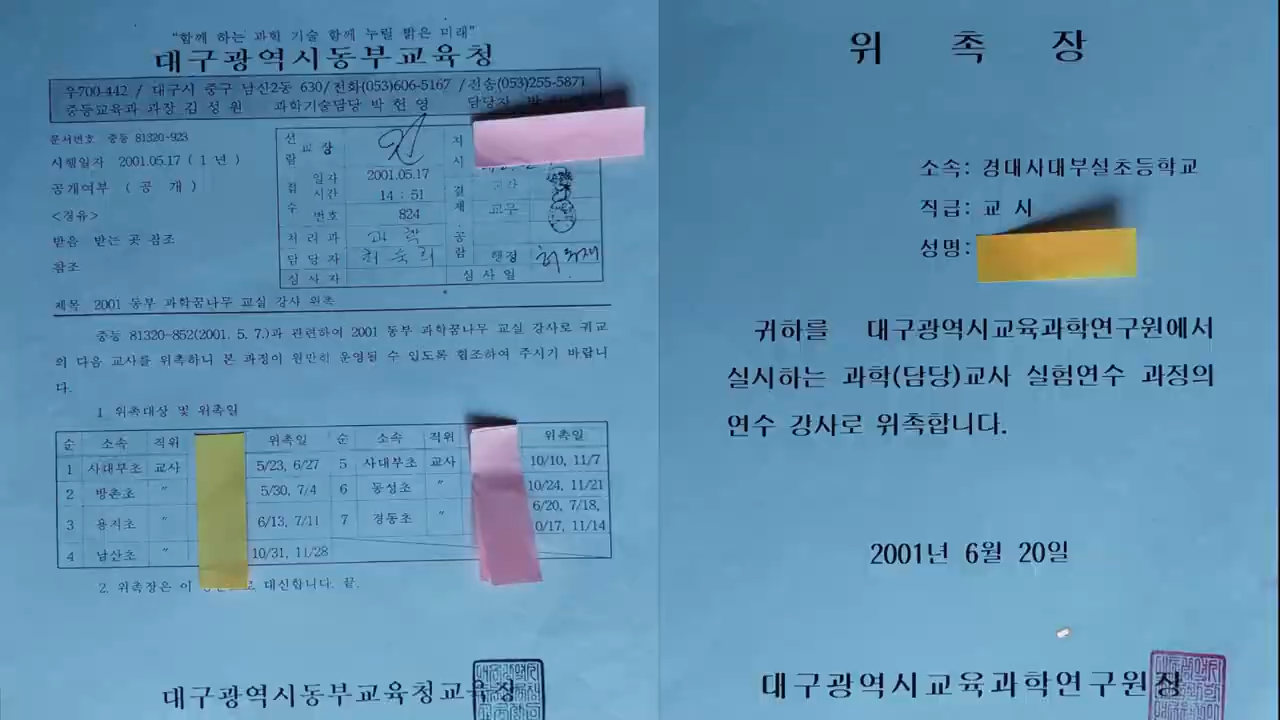 "함께 하는 과학 기술 함께 누릴 밝은 미래"
대구광역시동부교육청
우700-442 / 대구시 중구 남산2동 630/전화(053)606-5167 /전송(053)255-5871
중등교육과 과장 김성원 과학기술담당 박헌영 담당자
문서번호 중등 81320-923
시행일자 2001.05.17 ( 1 년 )
공개여부 ( 공 개 )
<경유>
받음 받는 곳 참조
참조
선람 교장 지시
접수 일자시간 2001.05.17 14 : 51 결재.공람
번호 824 교무
처리과 과학
담당자 행정
심사자 심사일
제목 2001 동부 과학꿈나무 교실 강사 위촉
중등 81320-852(2001. 5. 7.)과 관련하여 2001 동부 과학꿈나무 교실 강사로 귀교
의 다음 교사를 위촉하니 본 과정이 원만히 운영될 수 있도록 협조하여 주시기 바랍니
다.
1. 위촉대상 및 위촉일
순 소속 직위 위촉일 순 소속 직위 위촉일
1 사대부초 교사 5/23, 6/27 5 사대부초 교사 10/10, 11/7
2 방촌초 " 5/30, 7/4 6 동성초 " 10/24, 11/21
3 용지초 " 6/13, 7/11 7 경동초 " 6/20, 7/18, 10/17, 11/14
4 남산초 " 10/31, 11/28
2. 위촉장은 이 대신합니다. 끝.
대구광역시동부교육청교육장
위 촉 장
소속: 경대사대부설초등학교
직급: 교 사
성명:
귀하를 대구광역시교육과학연구원에서
실시하는 과학(담당)교사 실험연수 과정의
연수 강사로 위촉합니다.
2001년 6월 20일
대구광역시교육과학연구원장